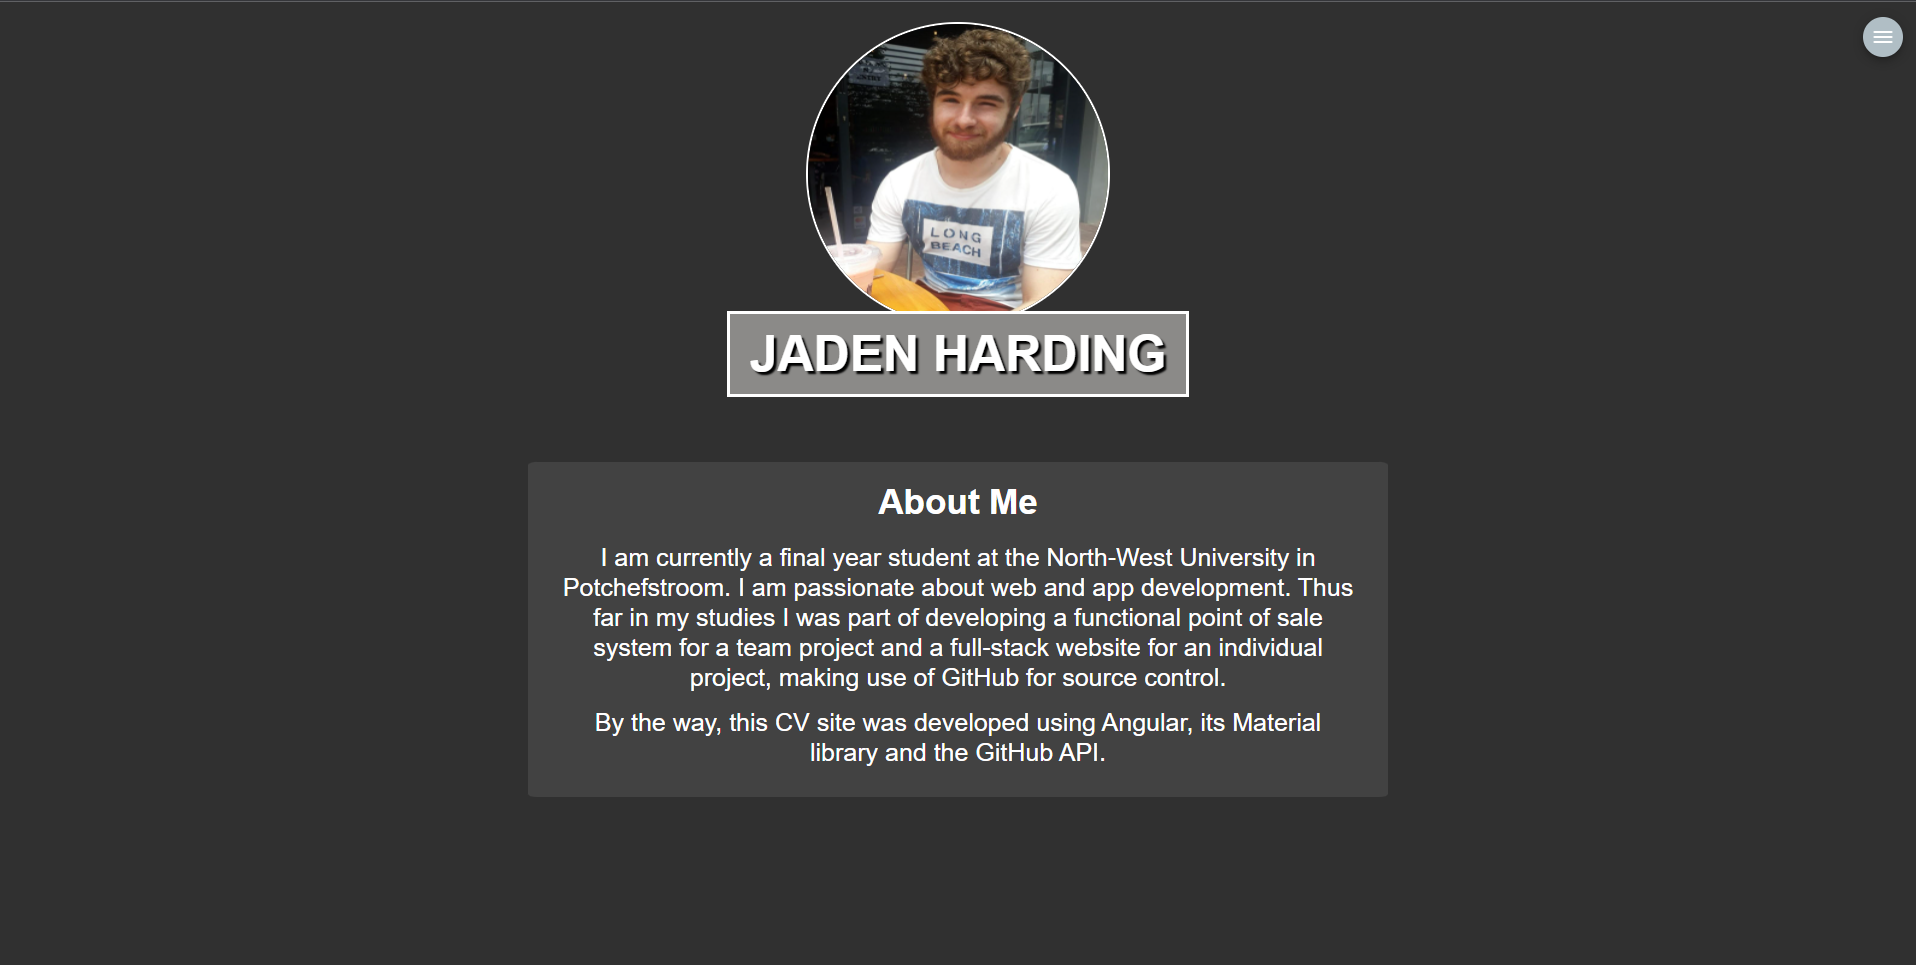 LONG
BEACH
JADEN HARDING
About Me
I am currently a final year student at the North-West University in
Potchefstroom. I am passionate about web and app development. Thus
far in my studies I was part of developing a functional point of sale
system for a team project and a full-stack website for an individual
project, making use of GitHub for source control.
By the way, this CV site was developed using Angular, its Material
library and the GitHub API.